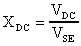 X_DC = V_DC / V_SE